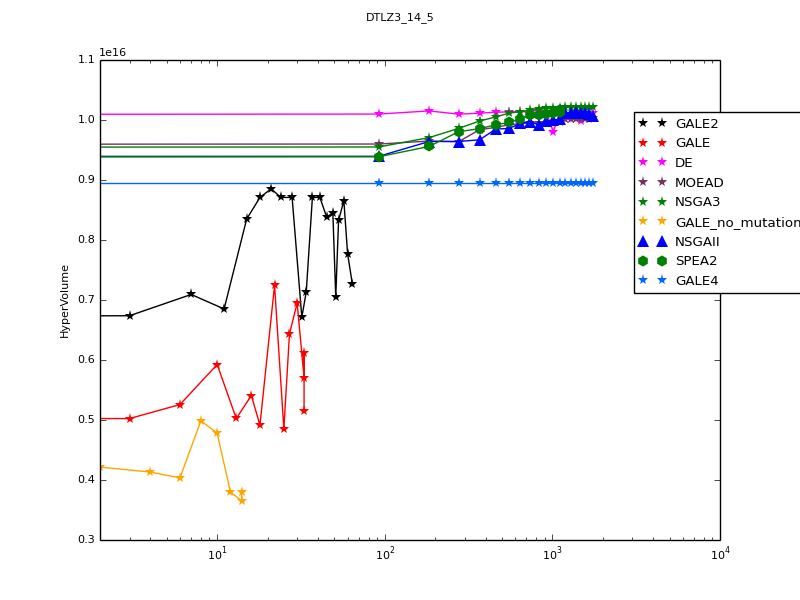 DTLZ3_14_5
1e16
1.1
1.0
0.9
0.8
0.7
0.6
0.5
0.4
0.3
HyperVolume
10^1
10^2
10^3
10^4
GALE2
GALE
DE
MOEAD
NSGA3
GALE_no_mutation
NSGAII
SPEA2
GALE4